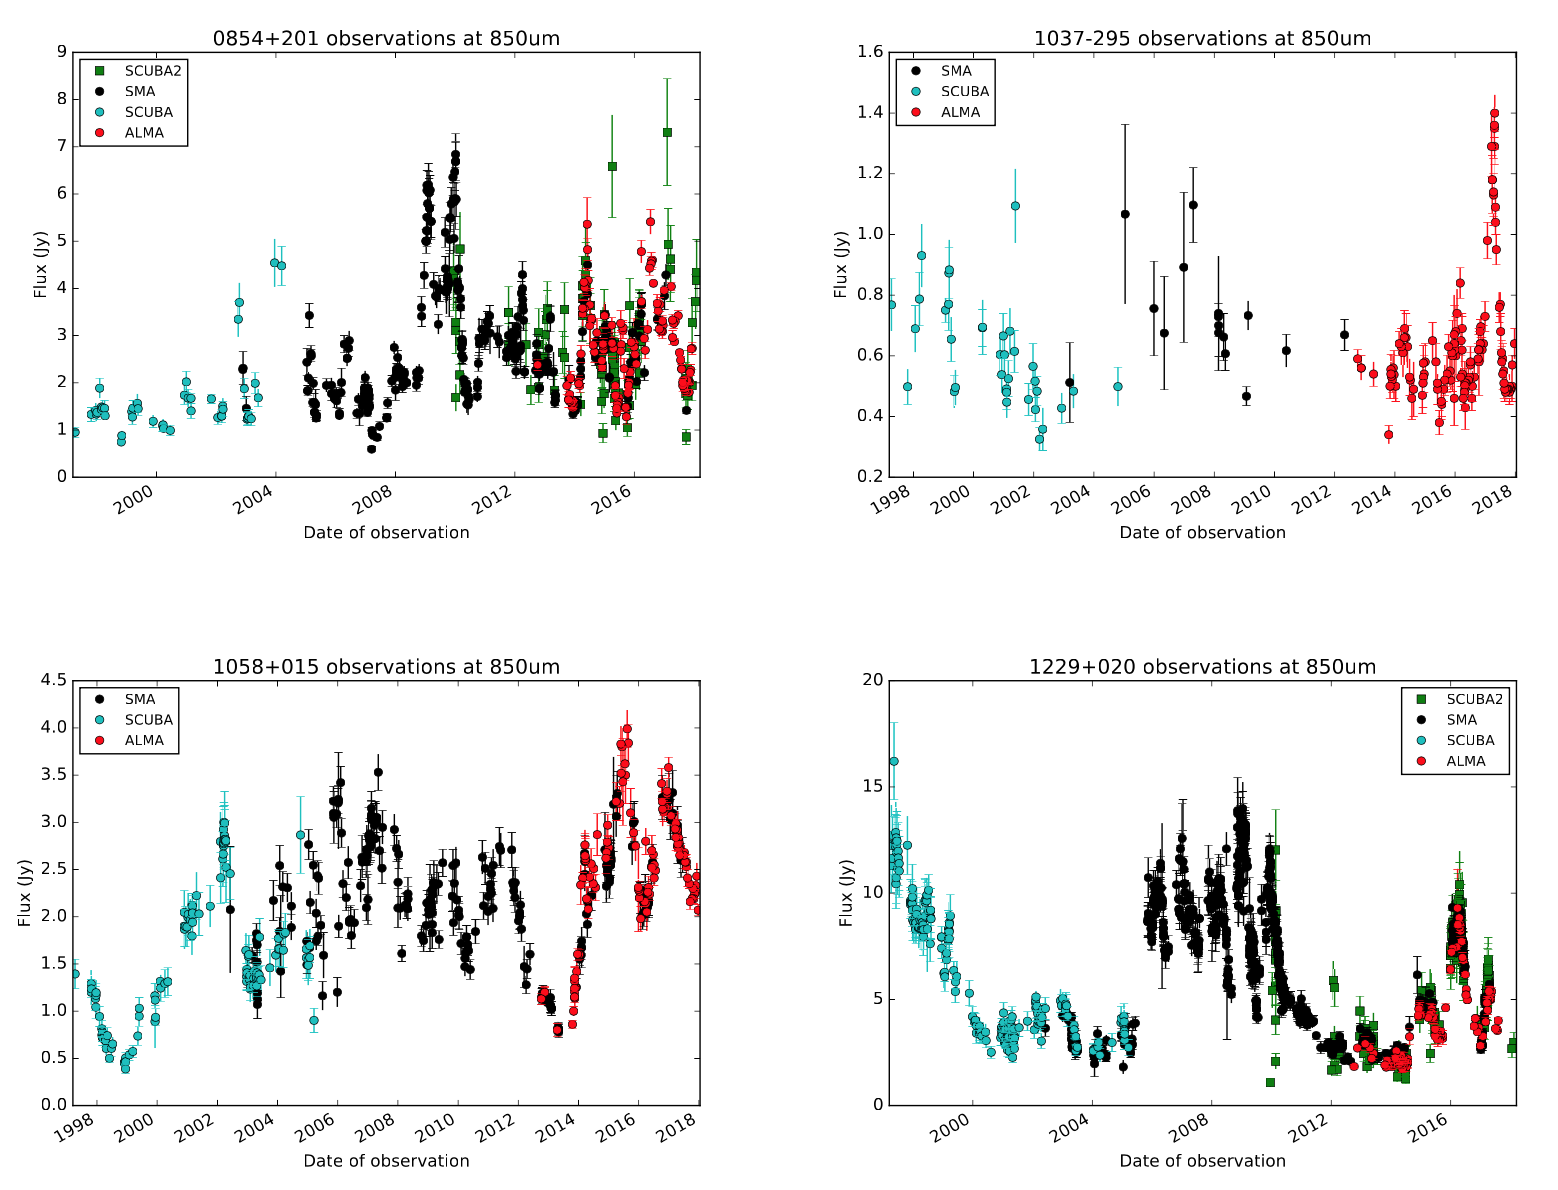 0854+201 observations at 850um
9
8
7
6
5
4
3
2
1
0
Flux (Jy)
SCUBA2
SMA
SCUBA
ALMA
2000
2004
2008
2012
2016
Date of observation
1037-295 observations at 850um
1.6
1.4
1.2
1.0
0.8
0.6
0.4
0.2
Flux (Jy)
SMA
SCUBA
ALMA
1998
2000
2002
2004
2006
2008
2010
2012
2014
2016
2018
Date of observation
1058+015 observations at 850um
4.5
4.0
3.5
3.0
2.5
2.0
1.5
1.0
0.5
0.0
Flux (Jy)
SMA
SCUBA
ALMA
1998
2000
2002
2004
2006
2008
2010
2012
2014
2016
2018
Date of observation
1229+020 observations at 850um
20
15
10
5
0
Flux (Jy)
SCUBA2
SMA
SCUBA
ALMA
2000
2004
2008
2012
2016
Date of observation